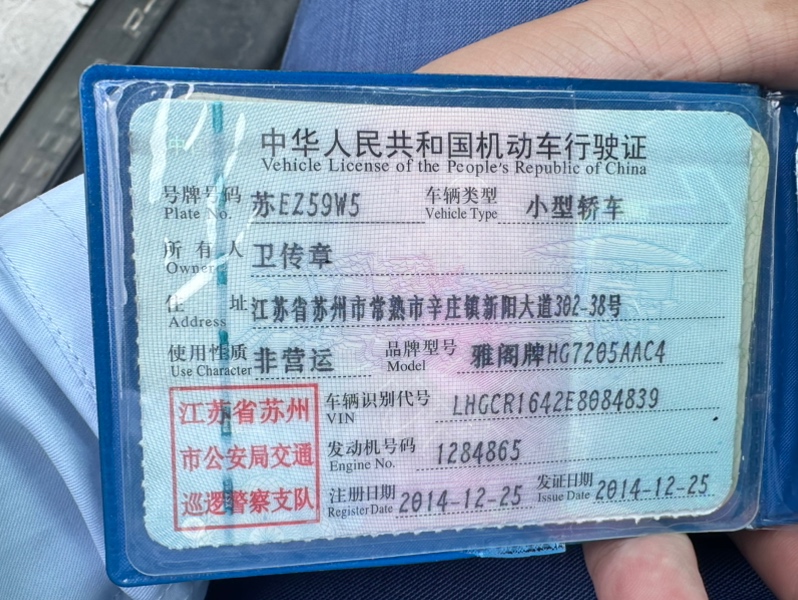 中华人民共和国机动车行驶证
Vehicle License of the People's Republic of China
号牌号码 苏EZ59W5 车辆类型 小型轿车
Plate No. Vehicle Type
所有人 卫传章
Owner
住址 江苏省苏州市常熟市辛庄镇新阳大道302-38号
Address
使用性质 非营运 品牌型号 雅阁牌HG7205AAC4
Use Character Model
江苏省苏州 车辆识别代号 LHGCR1642E8084839
VIN
市公安局交通 发动机号码 1284865
Engine No.
巡逻警察支队 注册日期 2014-12-25 发证日期 2014-12-25
Register Date Issue Date